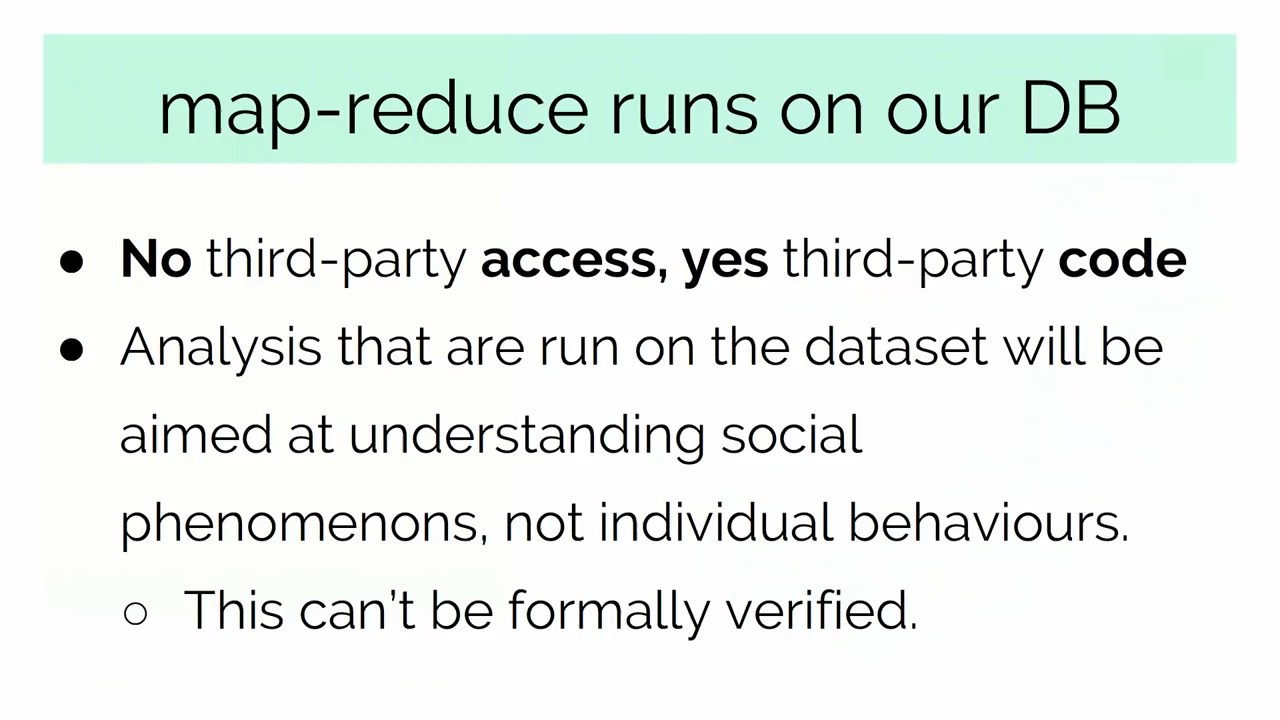 map-reduce runs on our DB
● No third-party access, yes third-party code
● Analysis that are run on the dataset will be
aimed at understanding social
phenomenons, not individual behaviours.
○ This can’t be formally verified.